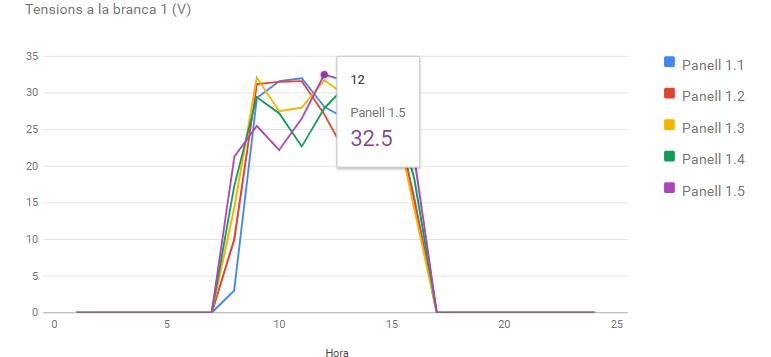 Tensions a la branca 1 (V)
35
30
25
20
15
10
5
0
0 5 10 15 20 25
Hora
12
Panell 1.5
32.5
Panell 1.1
Panell 1.2
Panell 1.3
Panell 1.4
Panell 1.5